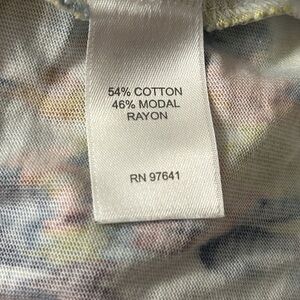 54% COTTON
46% MODAL
RAYON
RN 97641